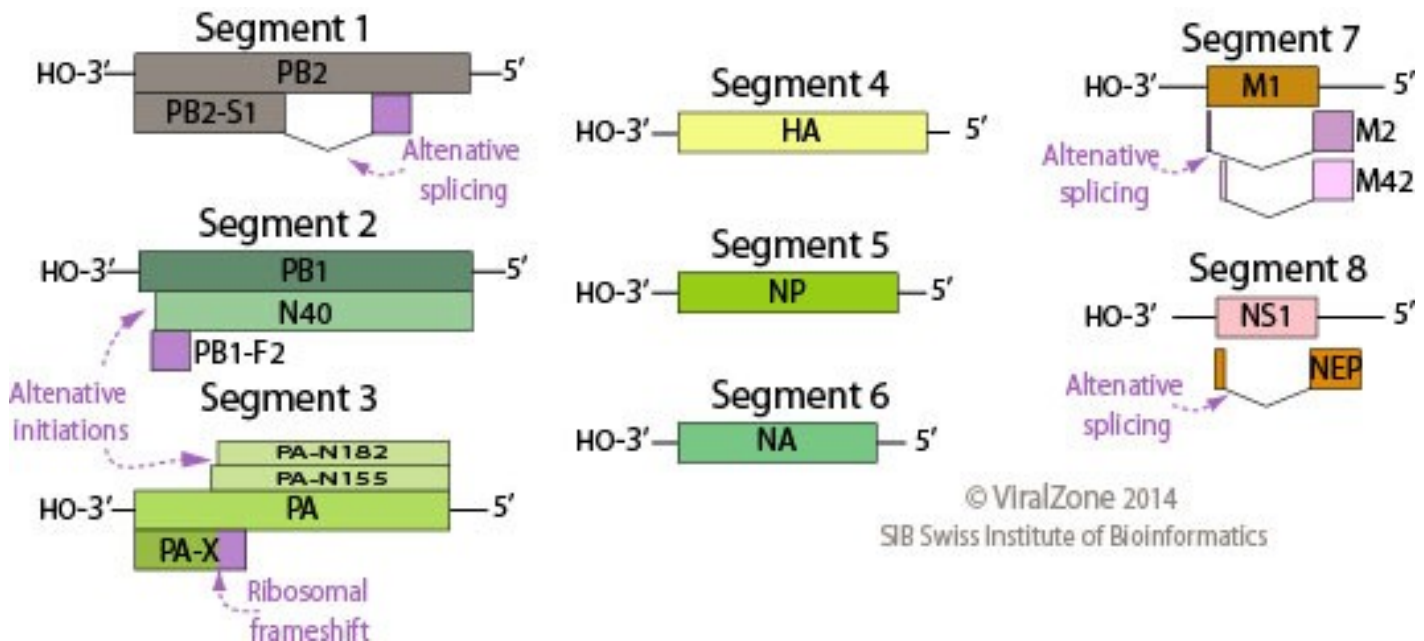 Segment 1
HO-3′ PB2 5′
PB2-S1
Altenative
splicing
Segment 2
HO-3′ PB1 5′
N40
PB1-F2
Altenative
initiations
Segment 3
PA-N182
PA-N155
HO-3′ PA 5′
PA-X
Ribosomal
frameshift
Segment 4
HO-3′ HA 5′
Segment 5
HO-3′ NP 5′
Segment 6
HO-3′ NA 5′
Segment 7
HO-3′ M1 5′
M2
Altenative
splicing
M42
Segment 8
HO-3′ NS1 5′
NEP
Altenative
splicing
© ViralZone 2014
SIB Swiss Institute of Bioinformatics